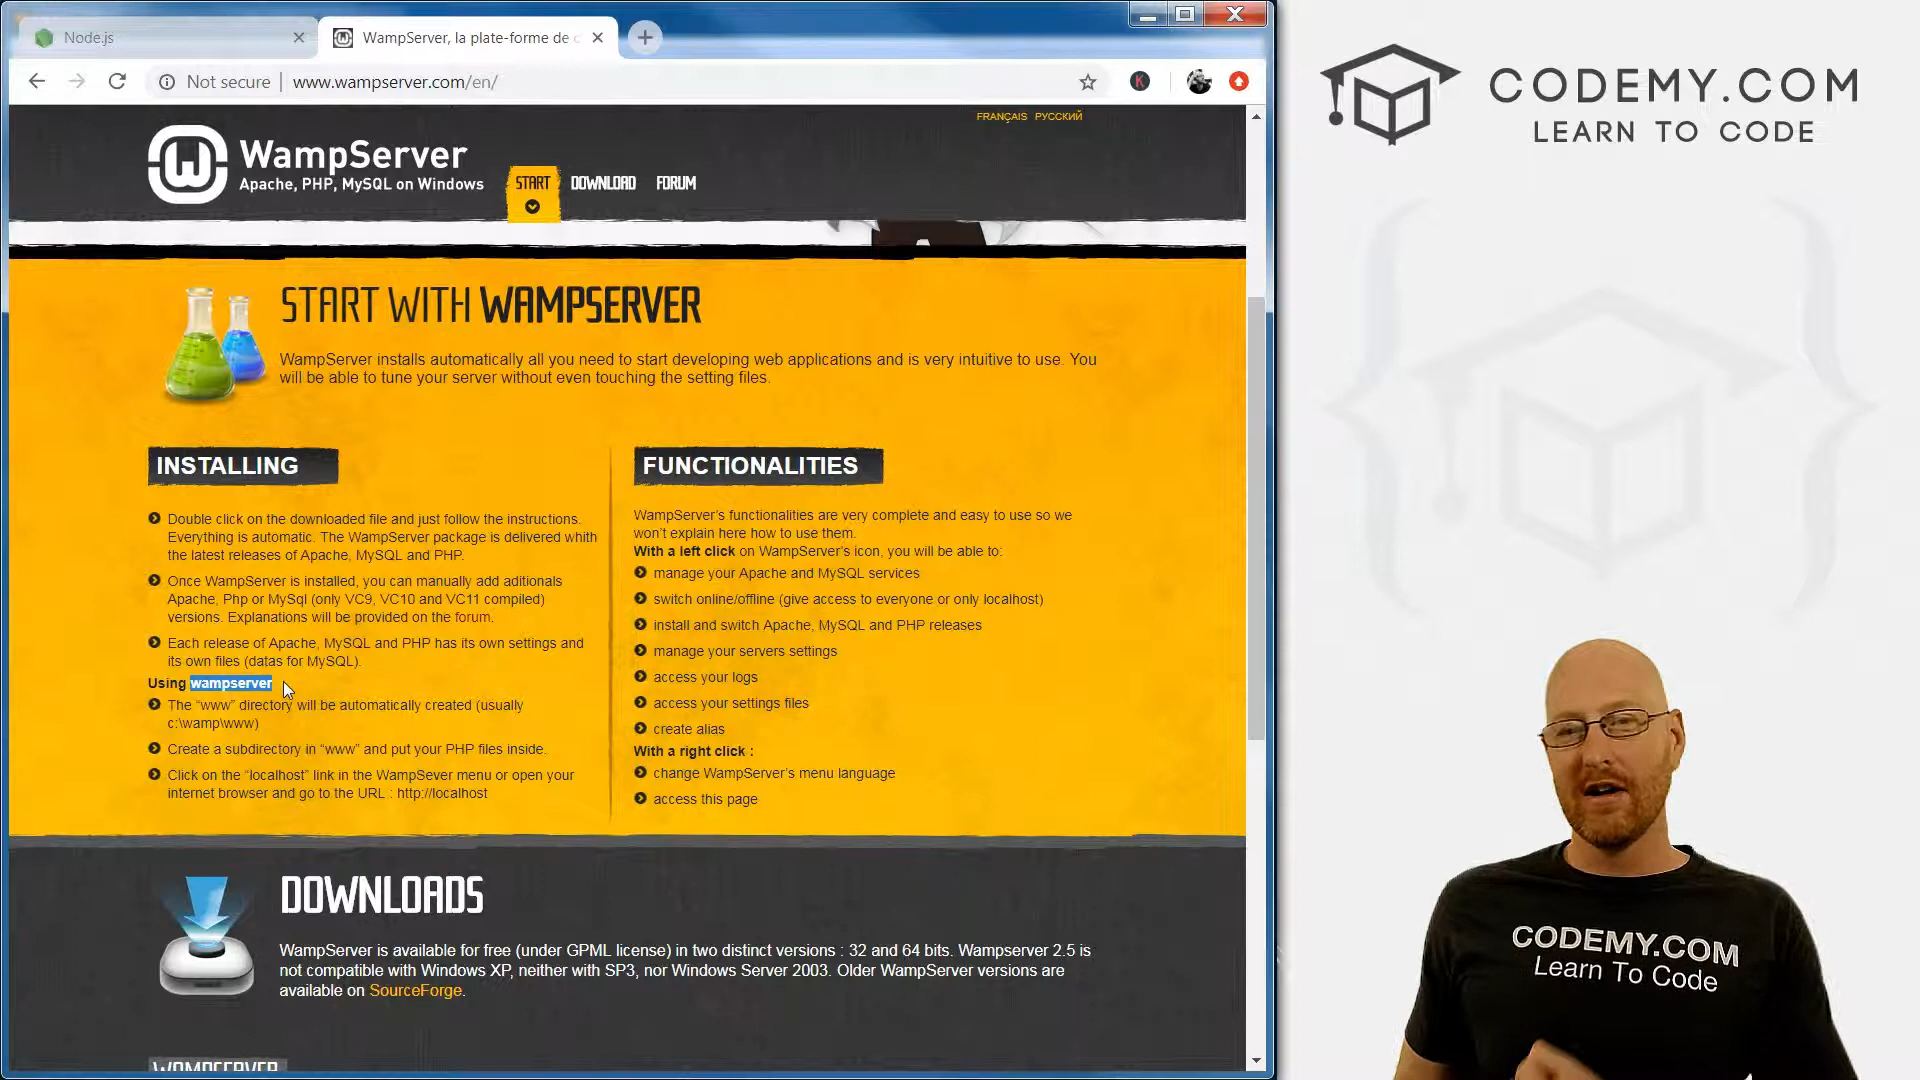 Node.js
WampServer, la plate-forme de
Not secure
www.wampserver.com/en/
K
FRANÇAIS РУССКИЙ
WampServer
Apache, PHP, MySQL on Windows
START
DOWNLOAD
FORUM
START WITH WAMPSERVER
WampServer installs automatically all you need to start developing web applications and is very intuitive to use. You
will be able to tune your server without even touching the setting files.
INSTALLING
Double click on the downloaded file and just follow the instructions.
Everything is automatic. The WampServer package is delivered whith
the latest releases of Apache, MySQL and PHP.
Once WampServer is installed, you can manually add aditionals
Apache, Php or MySql (only VC9, VC10 and VC11 compiled)
versions. Explanations will be provided on the forum.
Each release of Apache, MySQL and PHP has its own settings and
its own files (datas for MySQL).
Using wampserver
The “www” directory will be automatically created (usually
c:\wamp\www)
Create a subdirectory in “www” and put your PHP files inside.
Click on the “localhost” link in the WampSever menu or open your
internet browser and go to the URL : http://localhost
FUNCTIONALITIES
WampServer’s functionalities are very complete and easy to use so we
won’t explain here how to use them.
With a left click on WampServer’s icon, you will be able to:
manage your Apache and MySQL services
switch online/offline (give access to everyone or only localhost)
install and switch Apache, MySQL and PHP releases
manage your servers settings
access your logs
access your settings files
create alias
With a right click :
change WampServer’s menu language
access this page
DOWNLOADS
WampServer is available for free (under GPML license) in two distinct versions : 32 and 64 bits. Wampserver 2.5 is
not compatible with Windows XP, neither with SP3, nor Windows Server 2003. Older WampServer versions are
available on SourceForge.
WAMPSERVER
CODEMY.COM
LEARN TO CODE
CODEMY.COM
Learn To Code